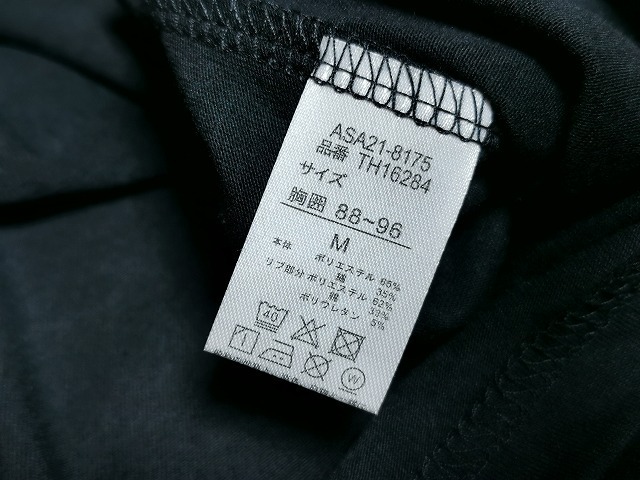 ASA21-8175
品番 TH16284
サイズ
胸囲 88~96
M
本体 ポリエステル 65%
綿 35%
リブ部分 ポリエステル 62%
綿 33%
ポリウレタン 5%
40
W